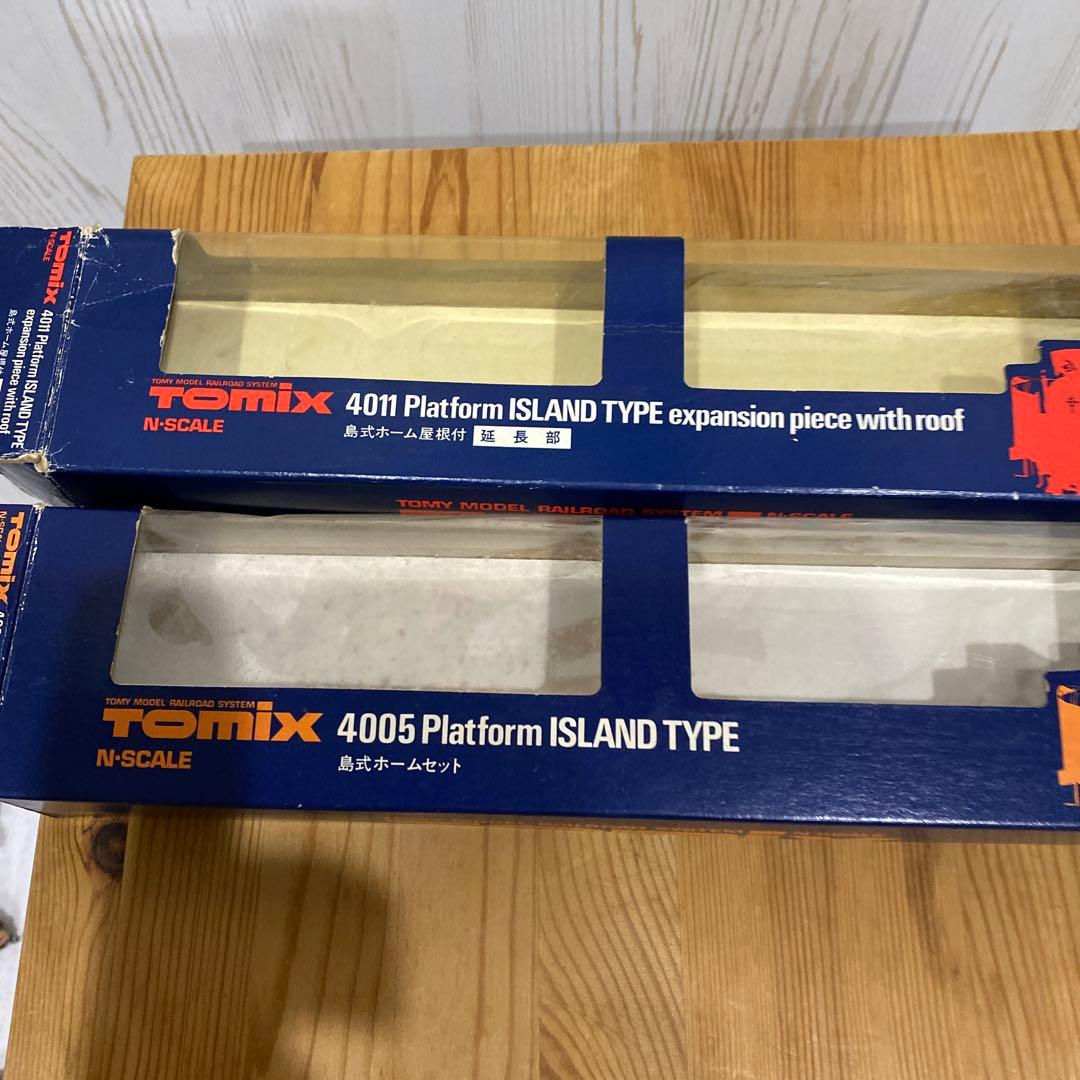 TOMIX
N-SCALE
4011 Platform ISLAND TYPE
expansion piece with roof
島式ホーム屋根付
TOMY MODEL RAILROAD SYSTEM
TOMIX 4011 Platform ISLAND TYPE expansion piece with roof
N·SCALE 島式ホーム屋根付 延長部
TOMY MODEL RAILROAD SYSTEM N-SCALE
TOMIX
TOMY MODEL RAILROAD SYSTEM
TOMIX 4005 Platform ISLAND TYPE
N·SCALE 島式ホームセット